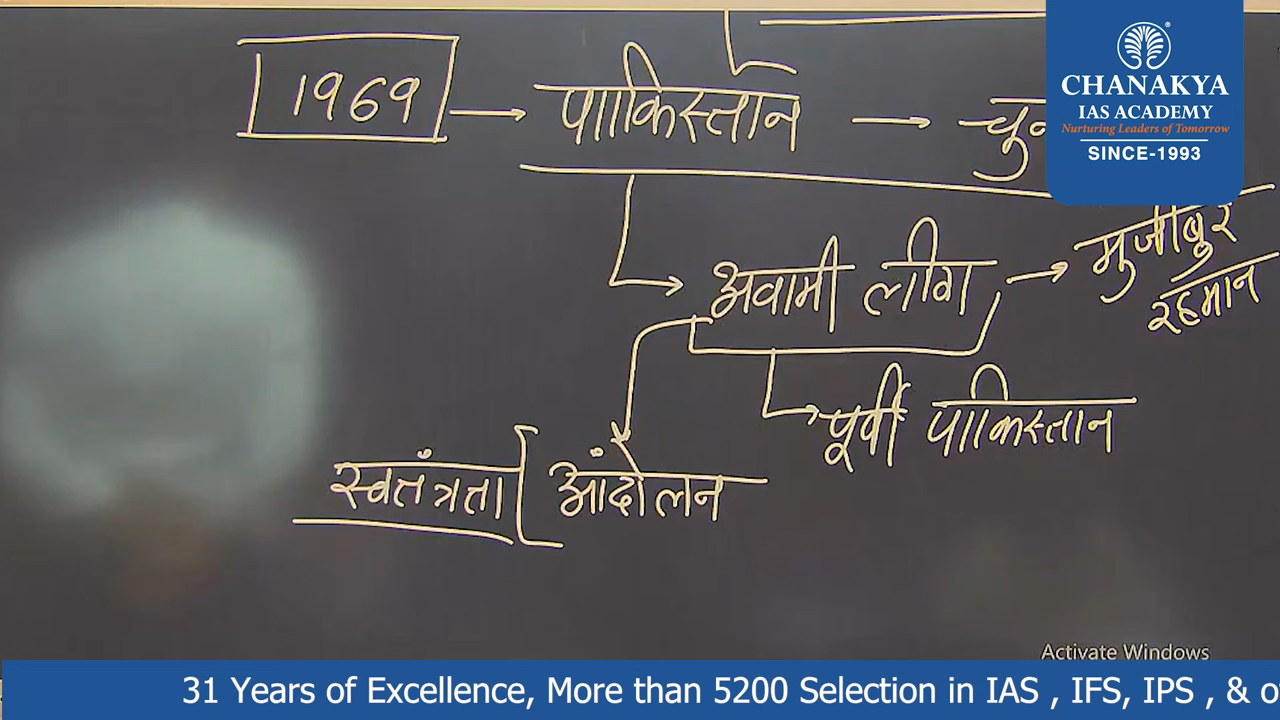 1969 → पाकिस्तान →
अवामी लीग → मुजीबुर
रहमान
पूर्वी पाकिस्तान
स्वतंत्रता [ आंदोलन
CHANAKYA
IAS ACADEMY
Nurturing Leaders of Tomorrow
SINCE-1993
Activate Windows
31 Years of Excellence, More than 5200 Selection in IAS , IFS, IPS , & o